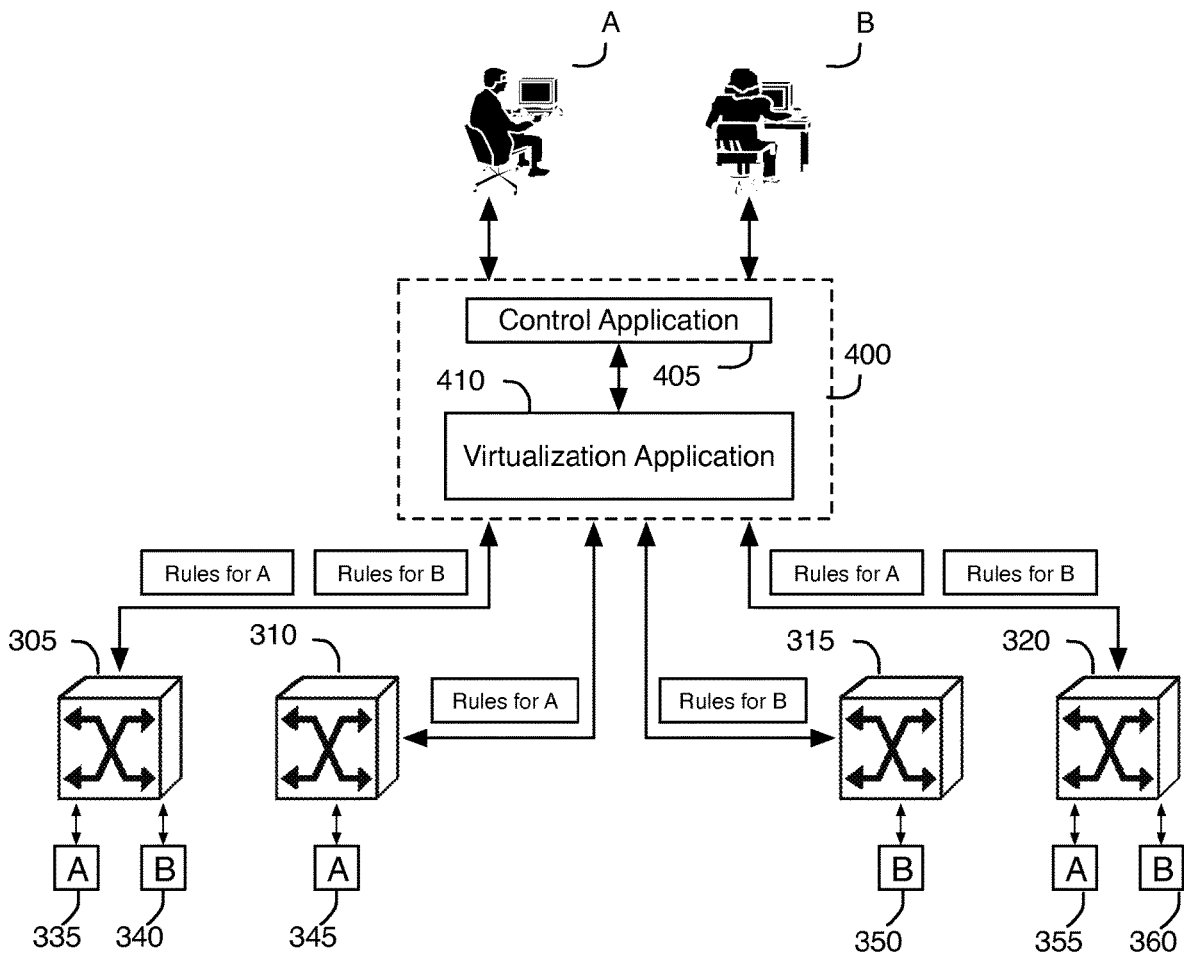 A
B
Control Application
400
405
410
Virtualization Application
Rules for A
Rules for B
Rules for A
Rules for B
305
310
315
320
Rules for A
Rules for B
A
B
A
B
A
B
335
340
345
350
355
360